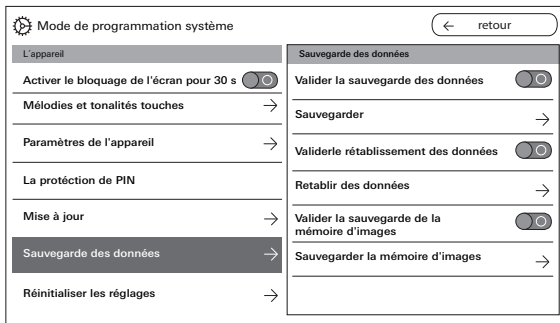 Mode de programmation système
retour
L´appareil
Activer le bloquage de l'écran pour 30 s
Mélodies et tonalités touches
Paramètres de l'appareil
La protéction de PIN
Mise à jour
Sauvegarde des données
Réinitialiser les réglages
Sauvegarde des données
Valider la sauvegarde des données
Sauvegarder
Validerle rétablissement des données
Retablir des données
Valider la sauvegarde de la
mémoire d'images
Sauvegarder la mémoire d'images